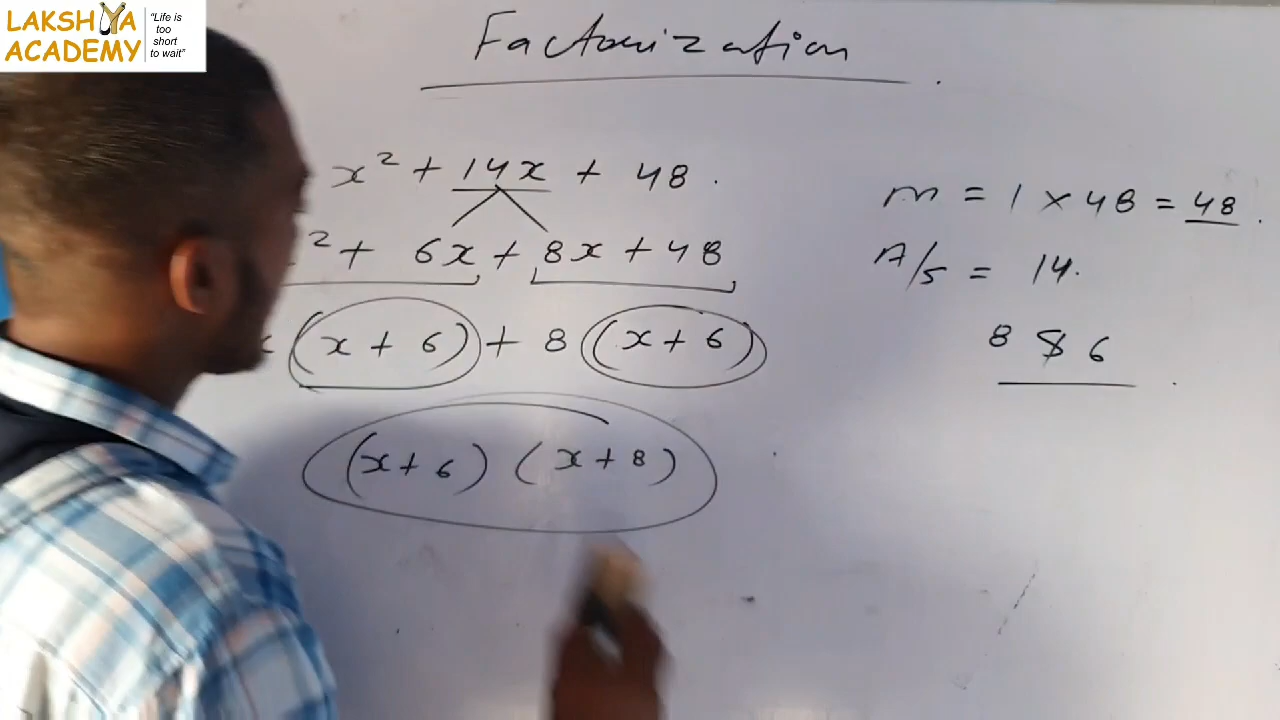 LAKSHYA ACADEMY
"Life is too short to wait"
Factorization
x² + 14x + 48
² + 6x + 8x + 48
(x + 6) + 8 (x + 6)
(x + 6) (x + 8)
m = 1 × 48 = 48
A/s = 14
8 & 6